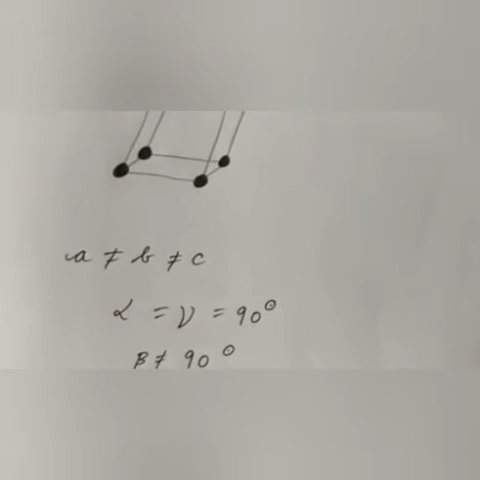 a ≠ b ≠ c
α = γ = 90°
β ≠ 90°